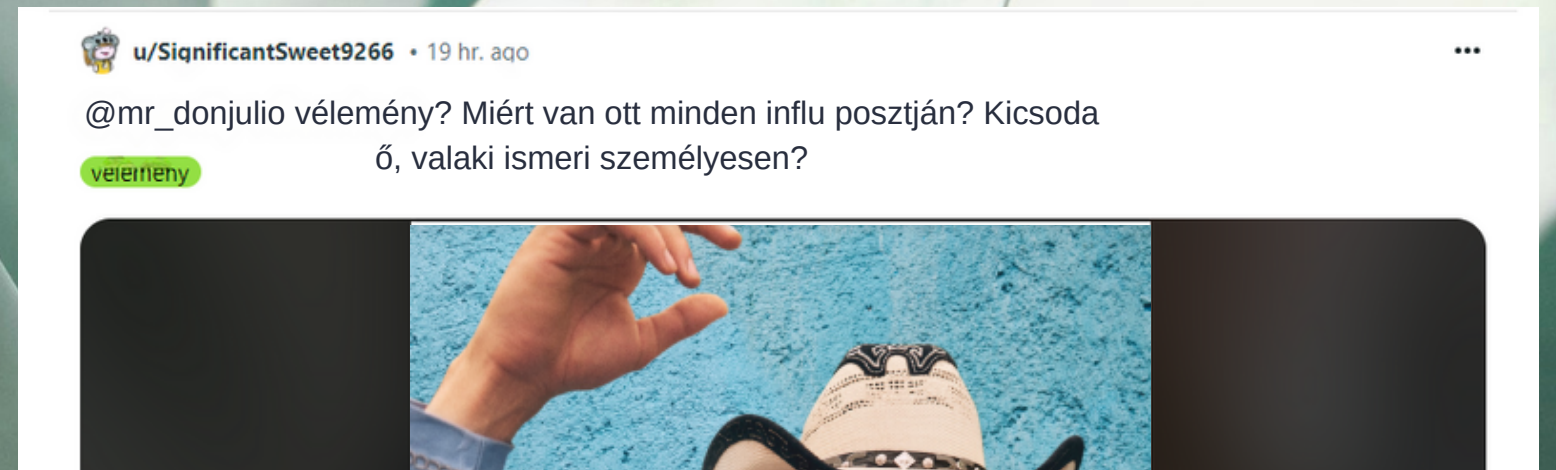 u/SignificantSweet9266 • 19 hr. ago
@mr_donjulio vélemény? Miért van ott minden influ posztján? Kicsoda
ő, valaki ismeri személyesen?
vélemény